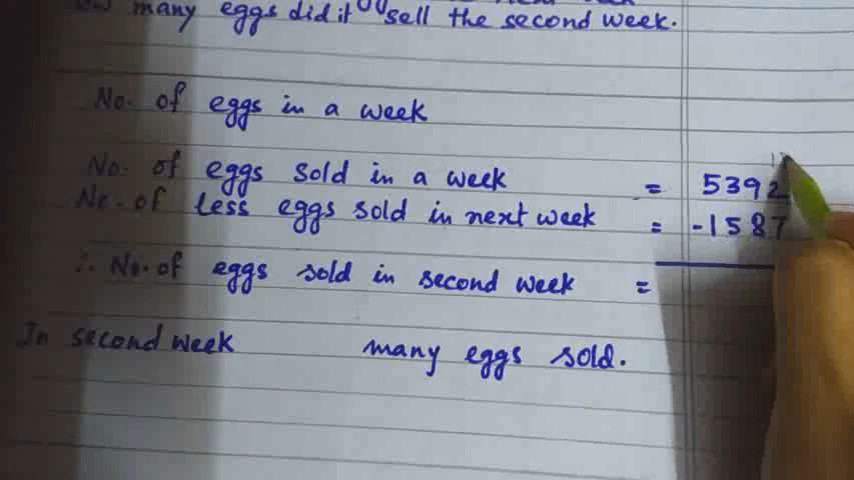 many eggs did it sell the second week.
No. of eggs in a week
No. of eggs sold in a week = 5392
No. of less eggs sold in next week = -1587
∴ No. of eggs sold in second week =
In second week many eggs sold.